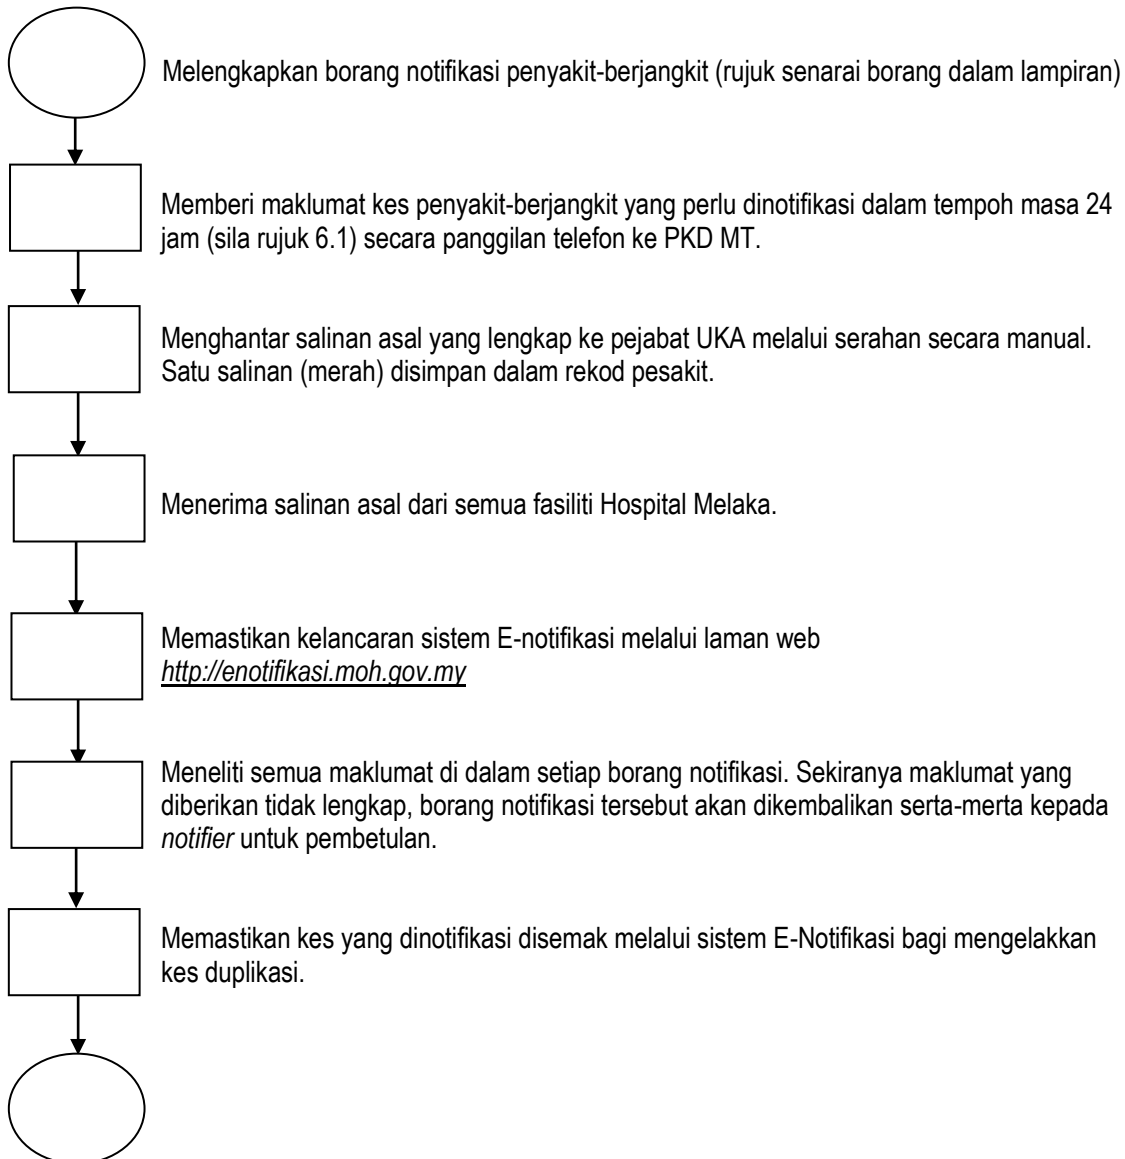 Melengkapkan borang notifikasi penyakit-berjangkit (rujuk senarai borang dalam lampiran)
Memberi maklumat kes penyakit-berjangkit yang perlu dinotifikasi dalam tempoh masa 24
jam (sila rujuk 6.1) secara panggilan telefon ke PKD MT.
Menghantar salinan asal yang lengkap ke pejabat UKA melalui serahan secara manual.
Satu salinan (merah) disimpan dalam rekod pesakit.
Menerima salinan asal dari semua fasiliti Hospital Melaka.
Memastikan kelancaran sistem E-notifikasi melalui laman web
http://enotifikasi.moh.gov.my
Meneliti semua maklumat di dalam setiap borang notifikasi. Sekiranya maklumat yang
diberikan tidak lengkap, borang notifikasi tersebut akan dikembalikan serta-merta kepada
notifier untuk pembetulan.
Memastikan kes yang dinotifikasi disemak melalui sistem E-Notifikasi bagi mengelakkan
kes duplikasi.